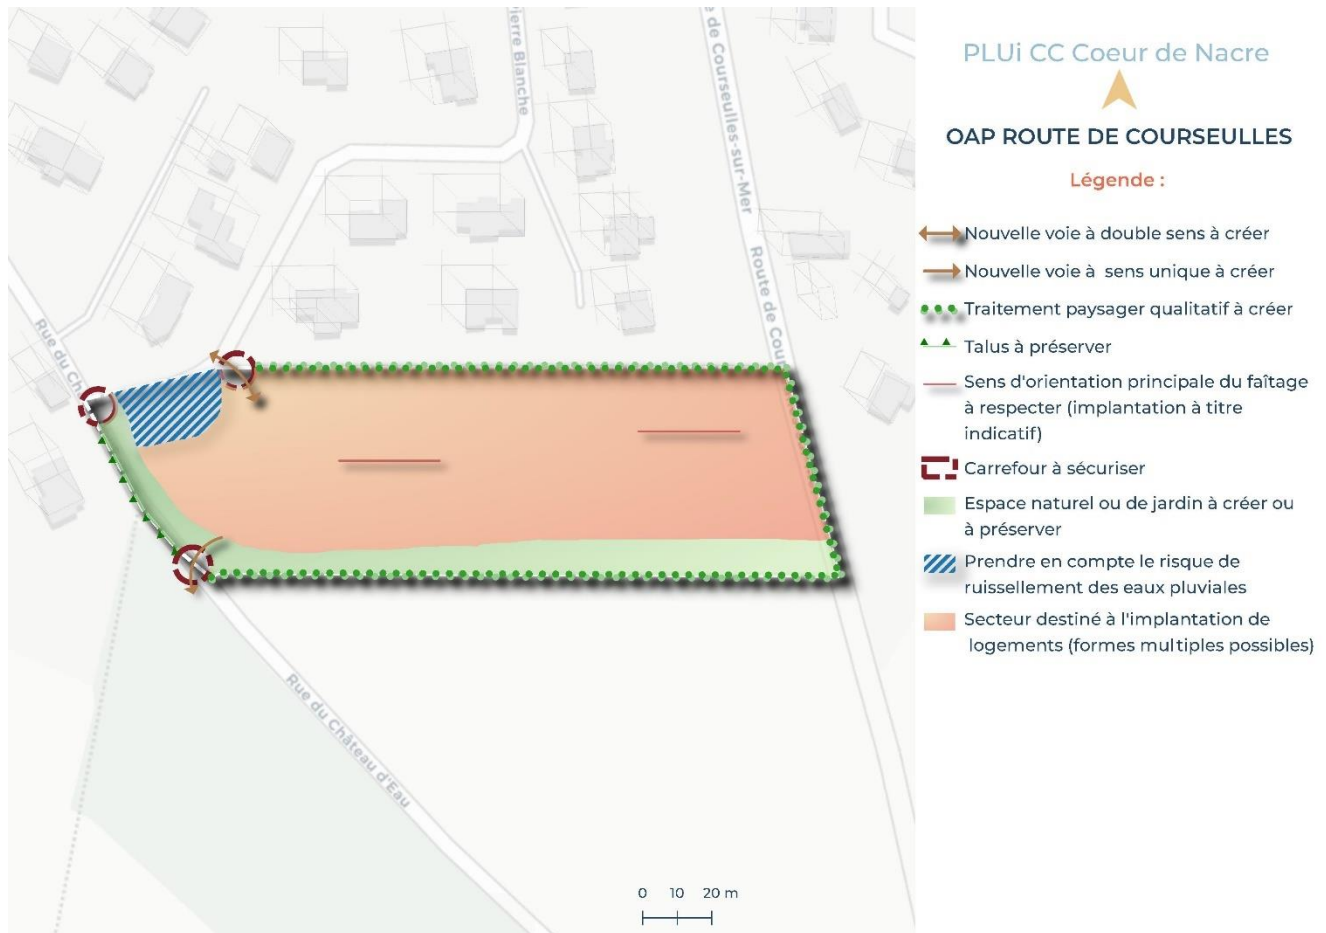 Pierre Blanche
e de Courseulles-sur-Mer
Route de Cour
Rue du Ch
Rue du Château d'Eau
0 10 20 m
PLUi CC Coeur de Nacre
OAP ROUTE DE COURSEULLES
Légende :
Nouvelle voie à double sens à créer
Nouvelle voie à sens unique à créer
Traitement paysager qualitatif à créer
Talus à préserver
Sens d'orientation principale du faîtage
à respecter (implantation à titre
indicatif)
Carrefour à sécuriser
Espace naturel ou de jardin à créer ou
à préserver
Prendre en compte le risque de
ruissellement des eaux pluviales
Secteur destiné à l'implantation de
logements (formes multiples possibles)